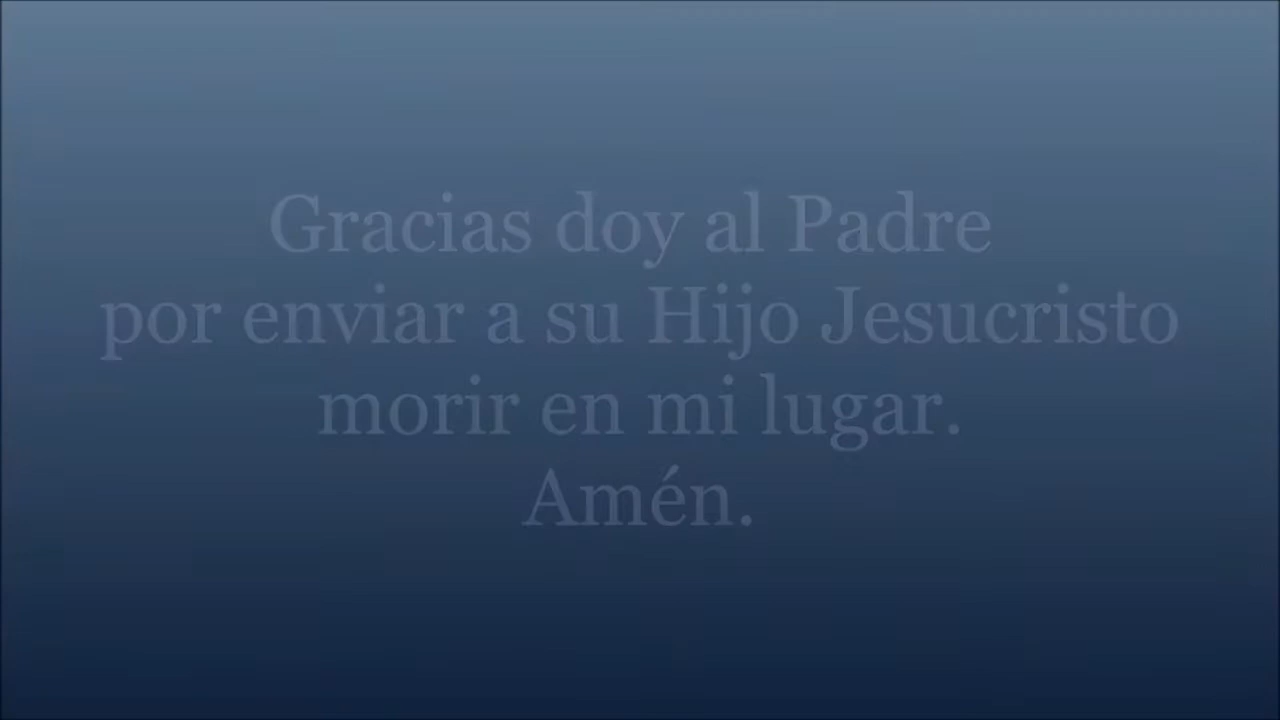 Gracias doy al Padre
por enviar a su Hijo Jesucristo
morir en mi lugar.
Amén.